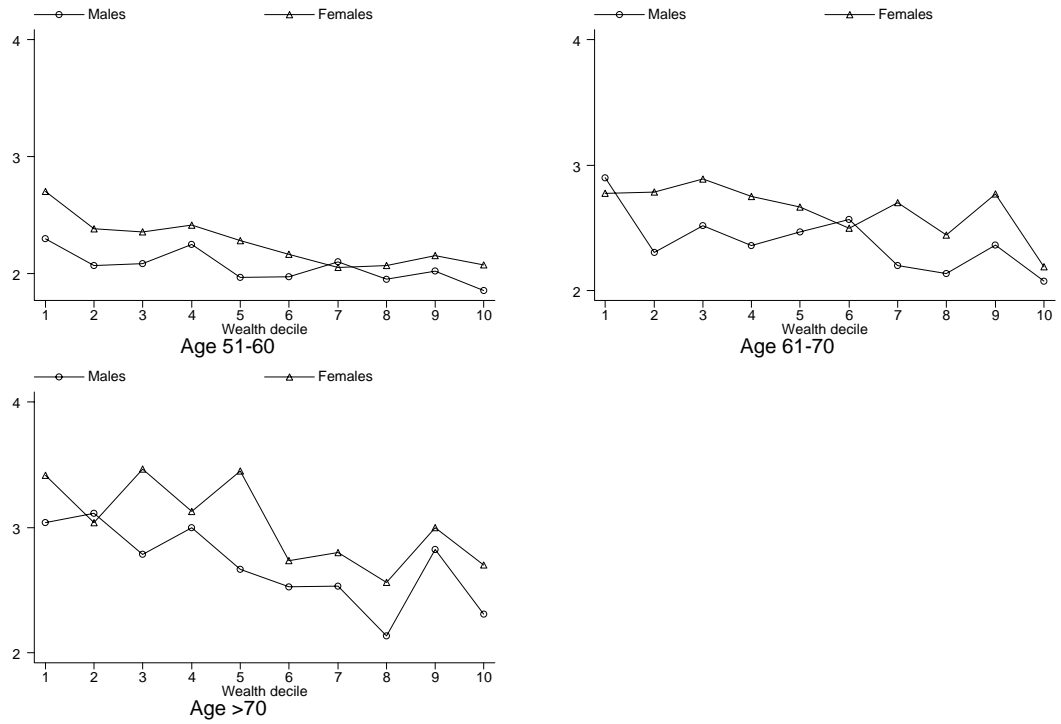 Males Females
4
3
2
1 2 3 4 5 6 7 8 9 10
Wealth decile
Age 51-60
Males Females
4
3
2
1 2 3 4 5 6 7 8 9 10
Wealth decile
Age 61-70
Males Females
4
3
2
1 2 3 4 5 6 7 8 9 10
Wealth decile
Age >70